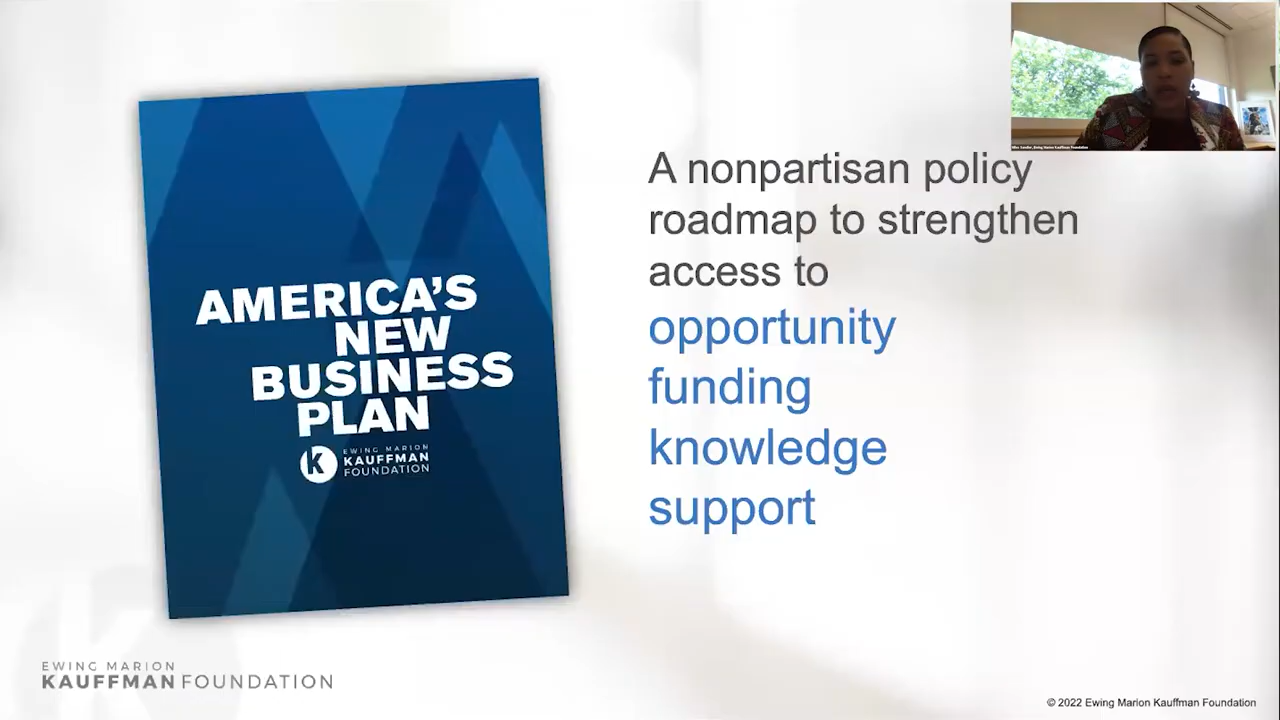 AMERICA'S
NEW
BUSINESS
PLAN
K
EWING MARION
KAUFFMAN
FOUNDATION
A nonpartisan policy
roadmap to strengthen
access to
opportunity
funding
knowledge
support
EWING MARION
KAUFFMAN FOUNDATION
© 2022 Ewing Marion Kauffman Foundation